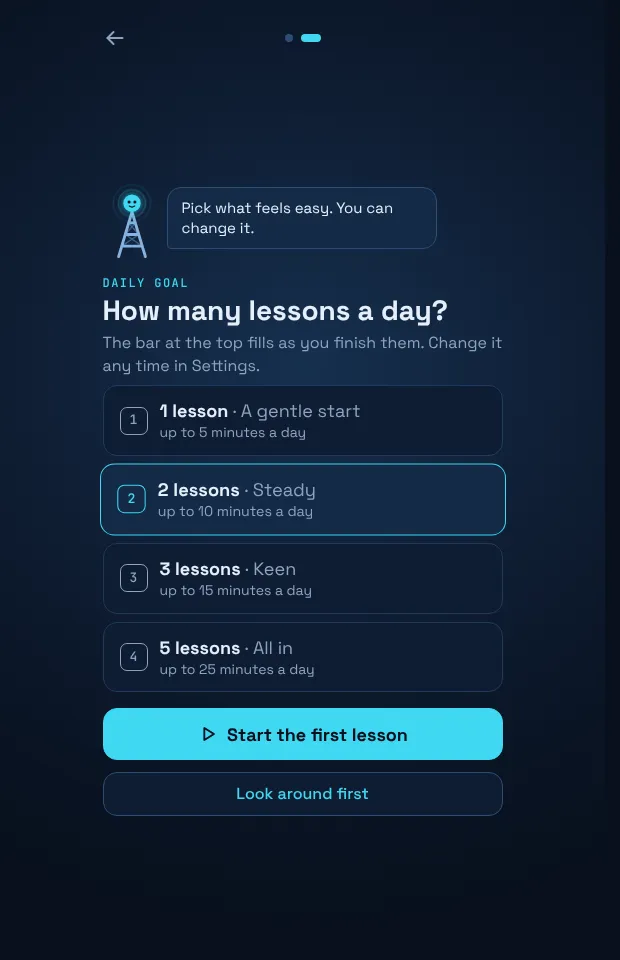 Pick what feels easy. You can
change it.
DAILY GOAL
How many lessons a day?
The bar at the top fills as you finish them. Change it
any time in Settings.
1
1 lesson · A gentle start
up to 5 minutes a day
2
2 lessons · Steady
up to 10 minutes a day
3
3 lessons · Keen
up to 15 minutes a day
4
5 lessons · All in
up to 25 minutes a day
Start the first lesson
Look around first